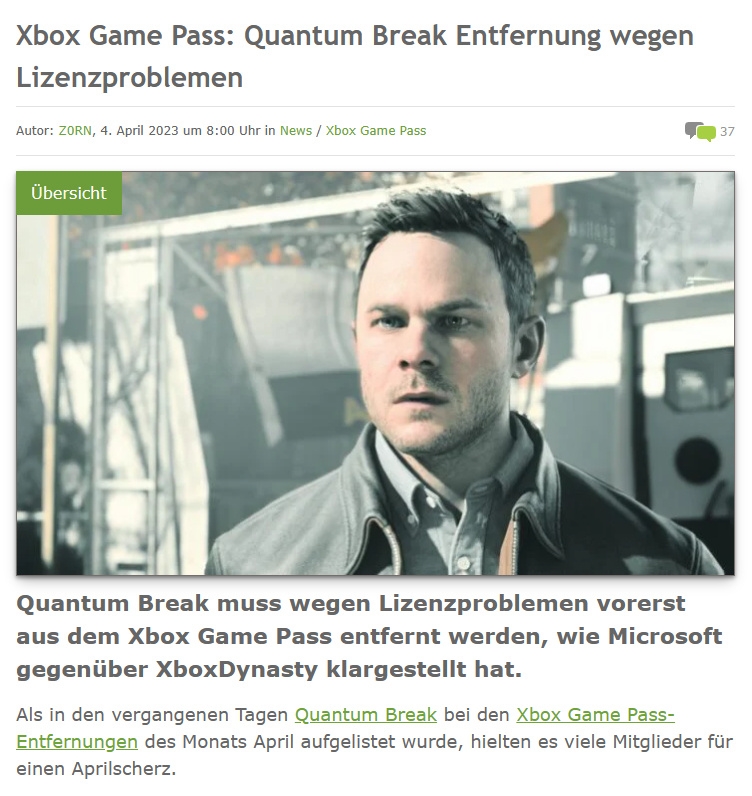 Xbox Game Pass: Quantum Break Entfernung wegen
Lizenzproblemen
Autor: Z0RN, 4. April 2023 um 8:00 Uhr in News / Xbox Game Pass
37
Übersicht
Quantum Break muss wegen Lizenzproblemen vorerst
aus dem Xbox Game Pass entfernt werden, wie Microsoft
gegenüber XboxDynasty klargestellt hat.
Als in den vergangenen Tagen Quantum Break bei den Xbox Game Pass-
Entfernungen des Monats April aufgelistet wurde, hielten es viele Mitglieder für
einen Aprilscherz.